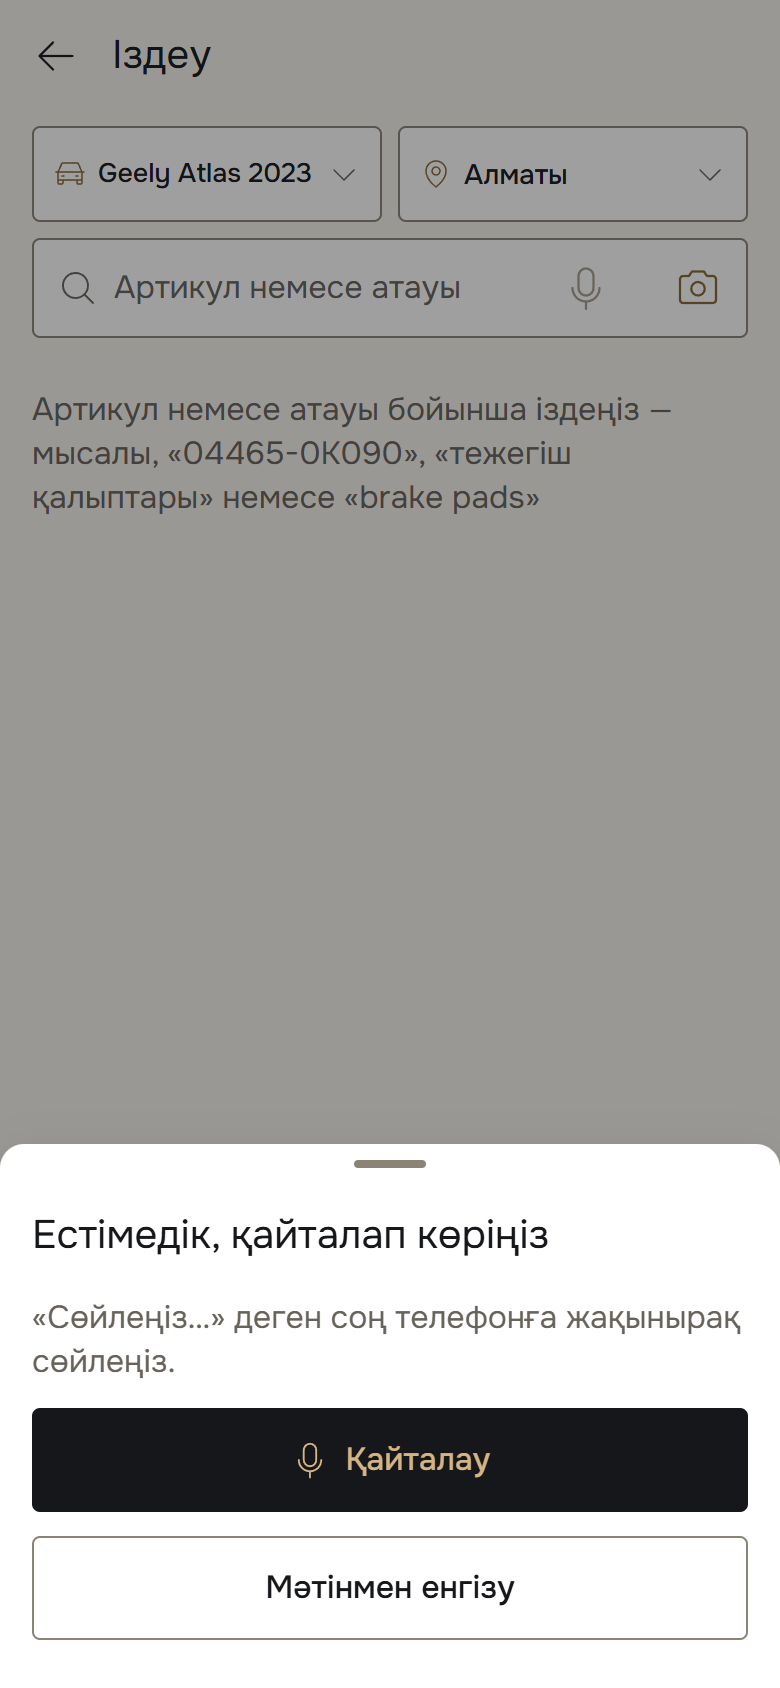 Іздеу
Geely Atlas 2023
Алматы
Артикул немесе атауы
Артикул немесе атауы бойынша іздеңіз —
мысалы, «04465-0K090», «тежегіш
қалыптары» немесе «brake pads»
Естімедік, қайталап көріңіз
«Сөйлеңіз...» деген соң телефонға жақынырақ
сөйлеңіз.
Қайталау
Мәтінмен енгізу